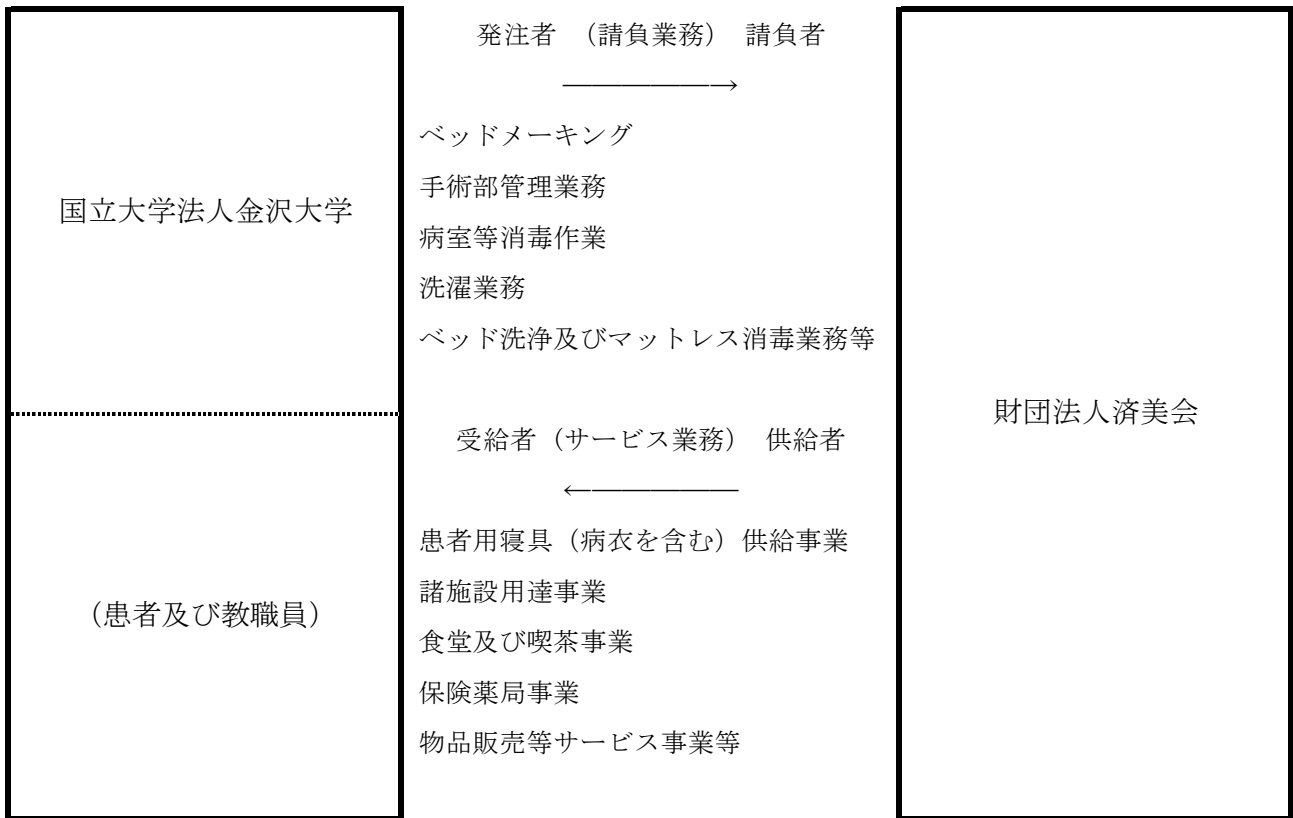 国立大学法人金沢大学
（患者及び教職員）
発注者　（請負業務）　請負者
――――――→
ベッドメーキング
手術部管理業務
病室等消毒作業
洗濯業務
ベッド洗浄及びマットレス消毒業務等
受給者（サービス業務）　供給者
←―――――
患者用寝具（病衣を含む）供給事業
諸施設用達事業
食堂及び喫茶事業
保険薬局事業
物品販売等サービス事業等
財団法人済美会